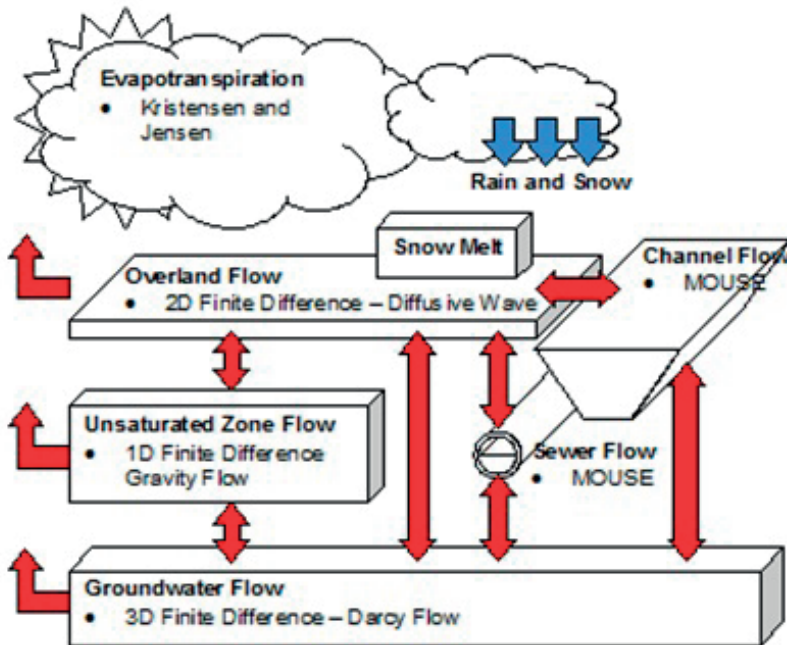 Evapotranspiration
• Kristensen and
Jensen
Rain and Snow
Snow Melt
Channel Flow
• MOUSE
Overland Flow
• 2D Finite Difference – Diffusive Wave
Unsaturated Zone Flow
• 1D Finite Difference
Gravity Flow
Sewer Flow
• MOUSE
Groundwater Flow
• 3D Finite Difference – Darcy Flow